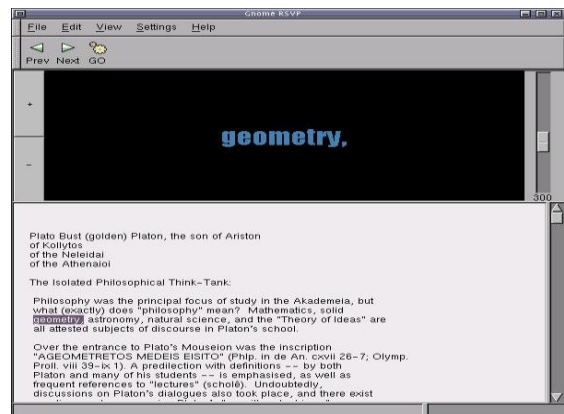 Gnome RSVP
File Edit View Settings Help
Prev Next GO
+
geometry,
-
300
Plato Bust (golden) Platon, the son of Ariston
of Kollytos
of the Neleidai
of the Athenaioi
The Isolated Philosophical Think-Tank:
Philosophy was the principal focus of study in the Akademeia, but
what (exactly) does "philosophy" mean? Mathematics, solid
geometry, astronomy, natural science, and the "Theory of Ideas" are
all attested subjects of discourse in Platon's school.
Over the entrance to Plato's Mouseion was the inscription
"AGEOMETRETOS MEDEIS EISITO" (Phlp. in de An. cxvii 26-7; Olymp.
Proll. viii 39-ix 1). A predilection with definitions -- by both
Platon and many of his students -- is emphasised, as well as
frequent references to "lectures" (scholê). Undoubtedly,
discussions on Platon's dialogues also took place, and there exist